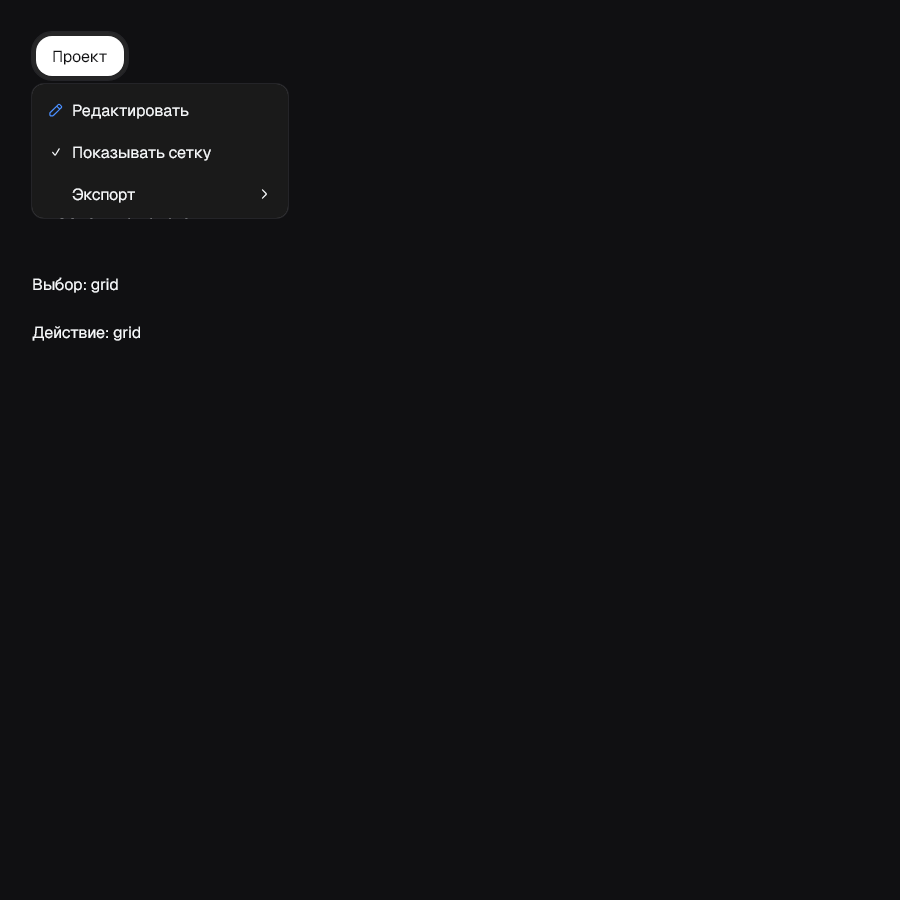 Проект
Редактировать
Показывать сетку
Экспорт
Выбор: grid
Действие: grid